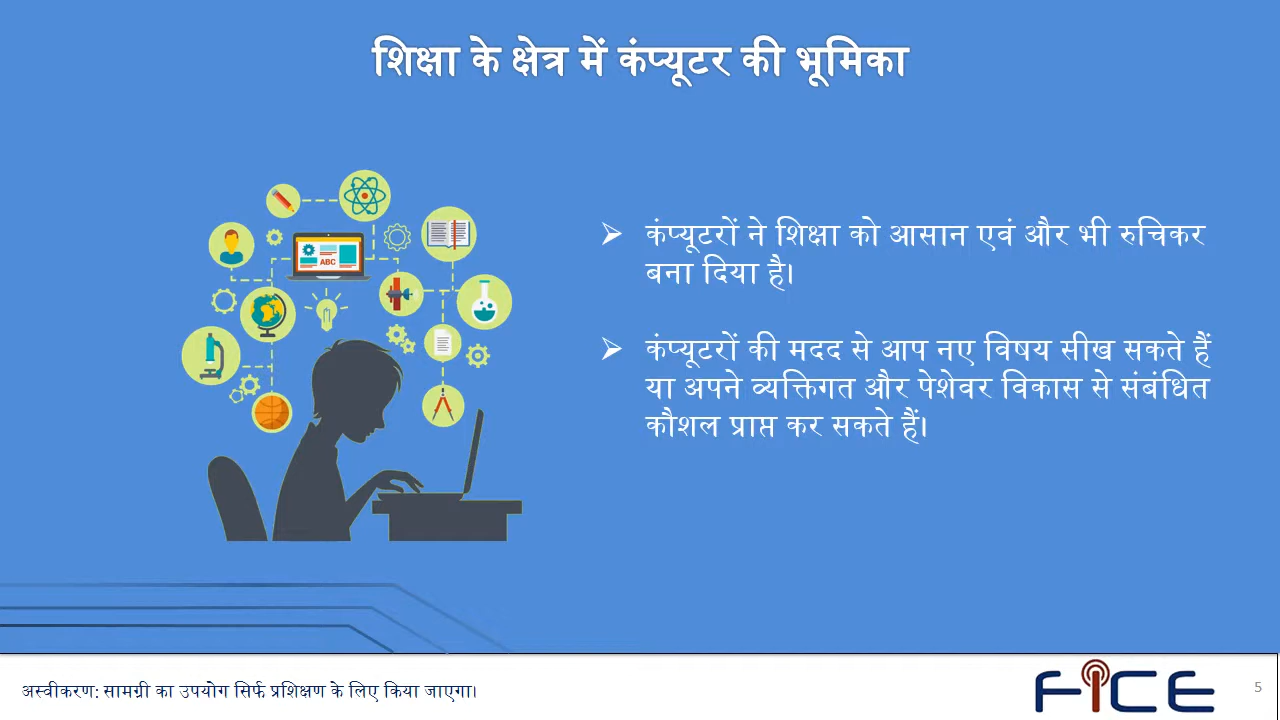 शिक्षा के क्षेत्र में कंप्यूटर की भूमिका
ABC
➢ कंप्यूटरों ने शिक्षा को आसान एवं और भी रुचिकर
बना दिया है।
➢ कंप्यूटरों की मदद से आप नए विषय सीख सकते हैं
या अपने व्यक्तिगत और पेशेवर विकास से संबंधित
कौशल प्राप्त कर सकते हैं।
अस्वीकरण: सामग्री का उपयोग सिर्फ प्रशिक्षण के लिए किया जाएगा।
FICE
5